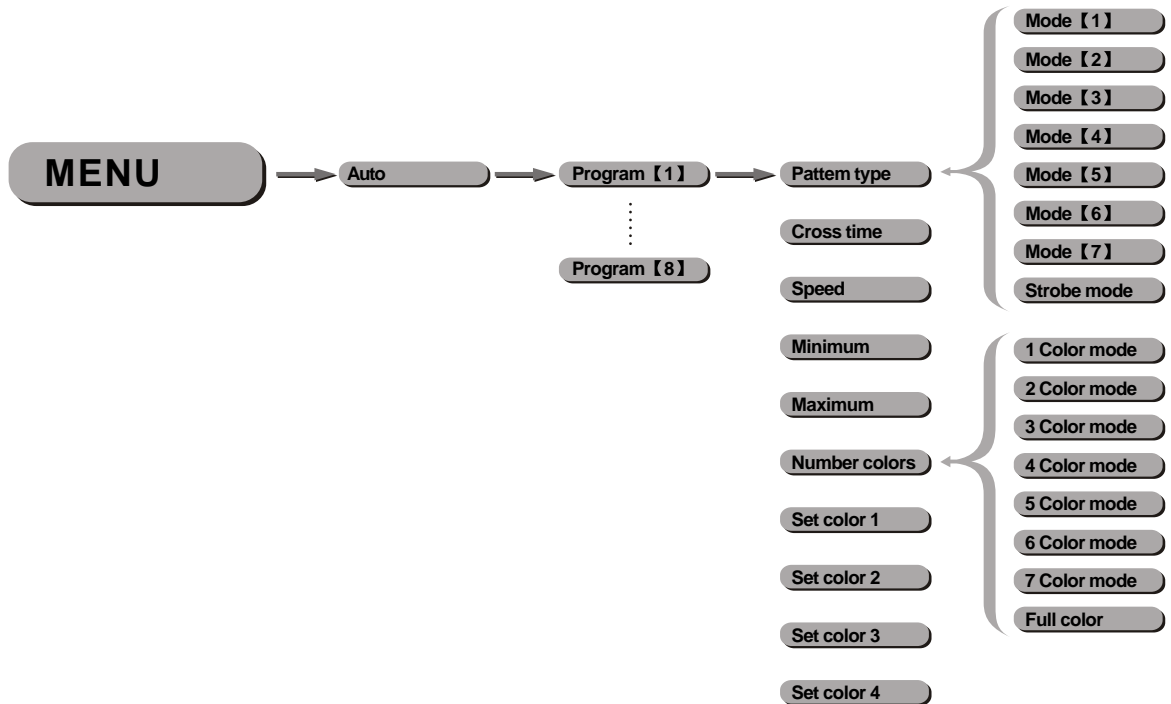 MENU
Auto
Program【1】
Program【8】
Pattem type
Cross time
Speed
Minimum
Maximum
Number colors
Set color 1
Set color 2
Set color 3
Set color 4
Mode【1】
Mode【2】
Mode【3】
Mode【4】
Mode【5】
Mode【6】
Mode【7】
Strobe mode
1 Color mode
2 Color mode
3 Color mode
4 Color mode
5 Color mode
6 Color mode
7 Color mode
Full color